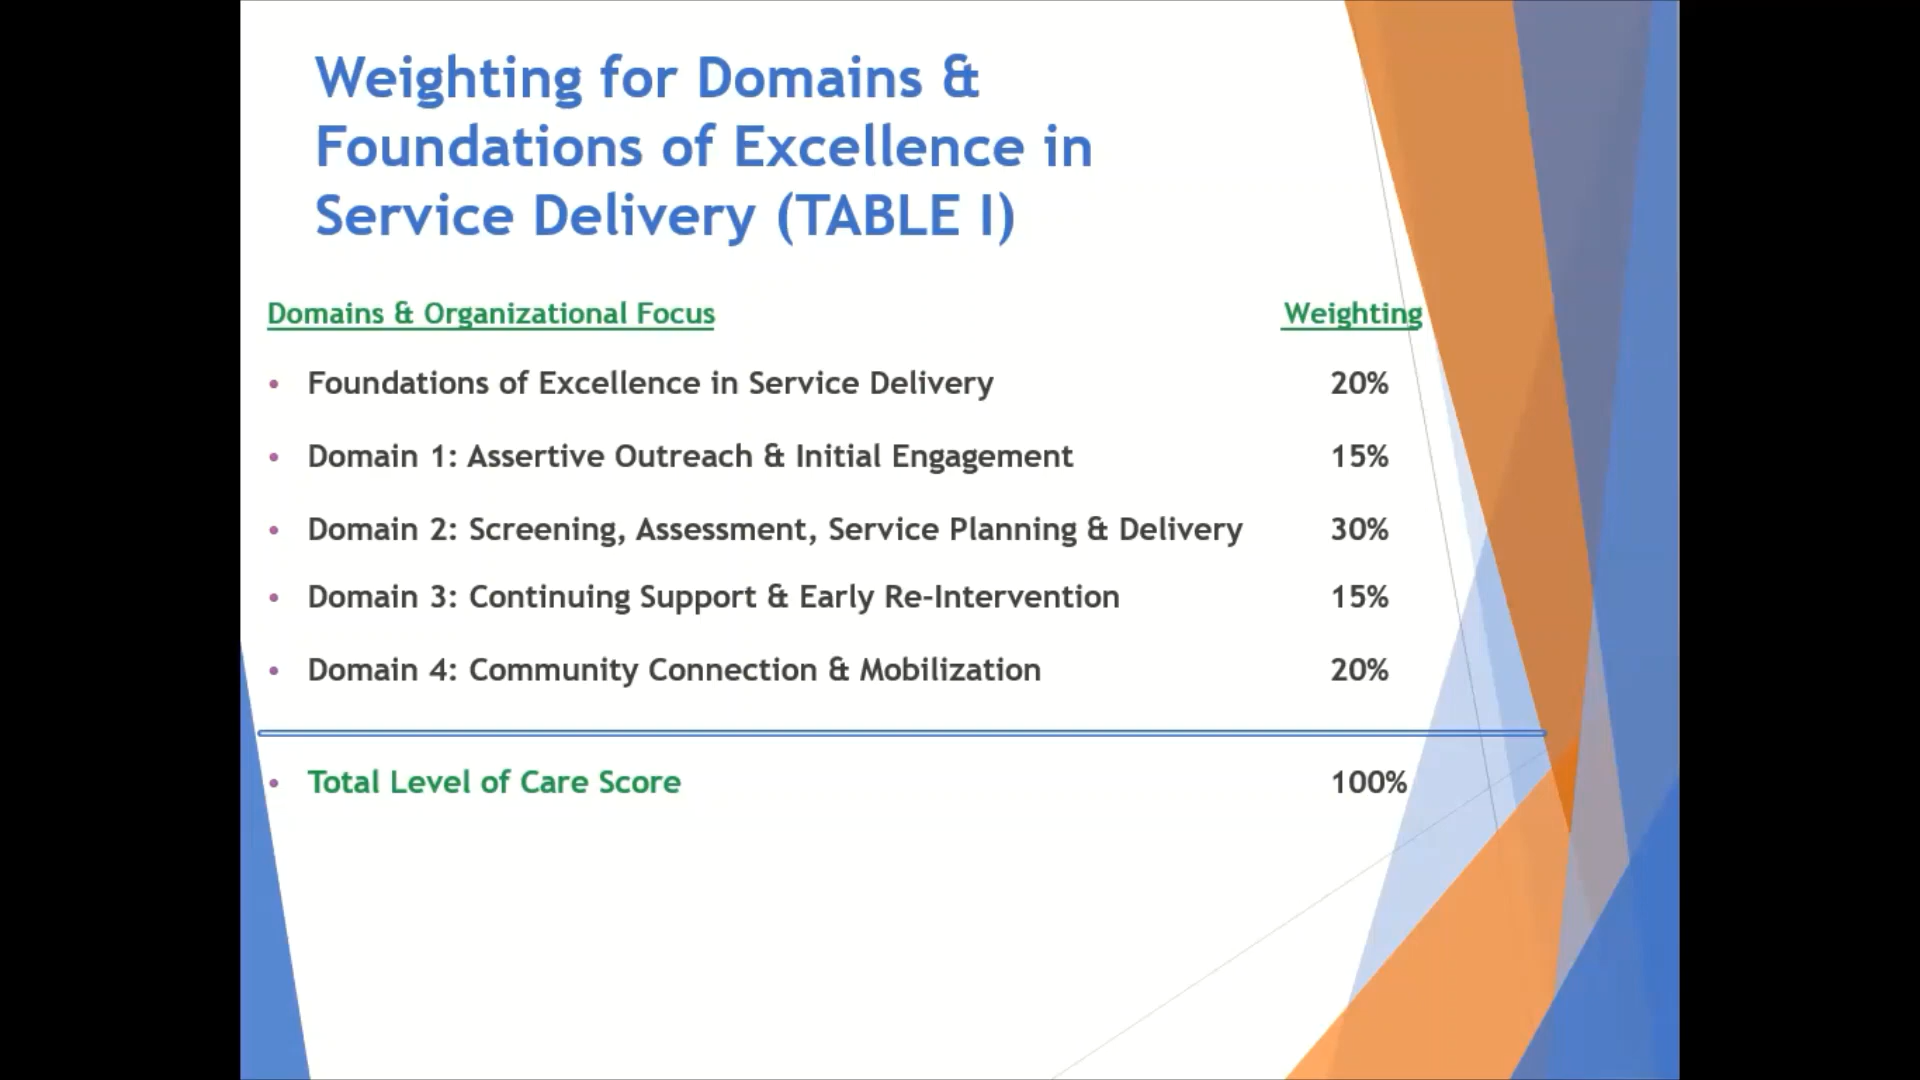 Weighting for Domains &
Foundations of Excellence in
Service Delivery (TABLE I)
Domains & Organizational Focus Weighting
• Foundations of Excellence in Service Delivery 20%
• Domain 1: Assertive Outreach & Initial Engagement 15%
• Domain 2: Screening, Assessment, Service Planning & Delivery 30%
• Domain 3: Continuing Support & Early Re-Intervention 15%
• Domain 4: Community Connection & Mobilization 20%
• Total Level of Care Score 100%